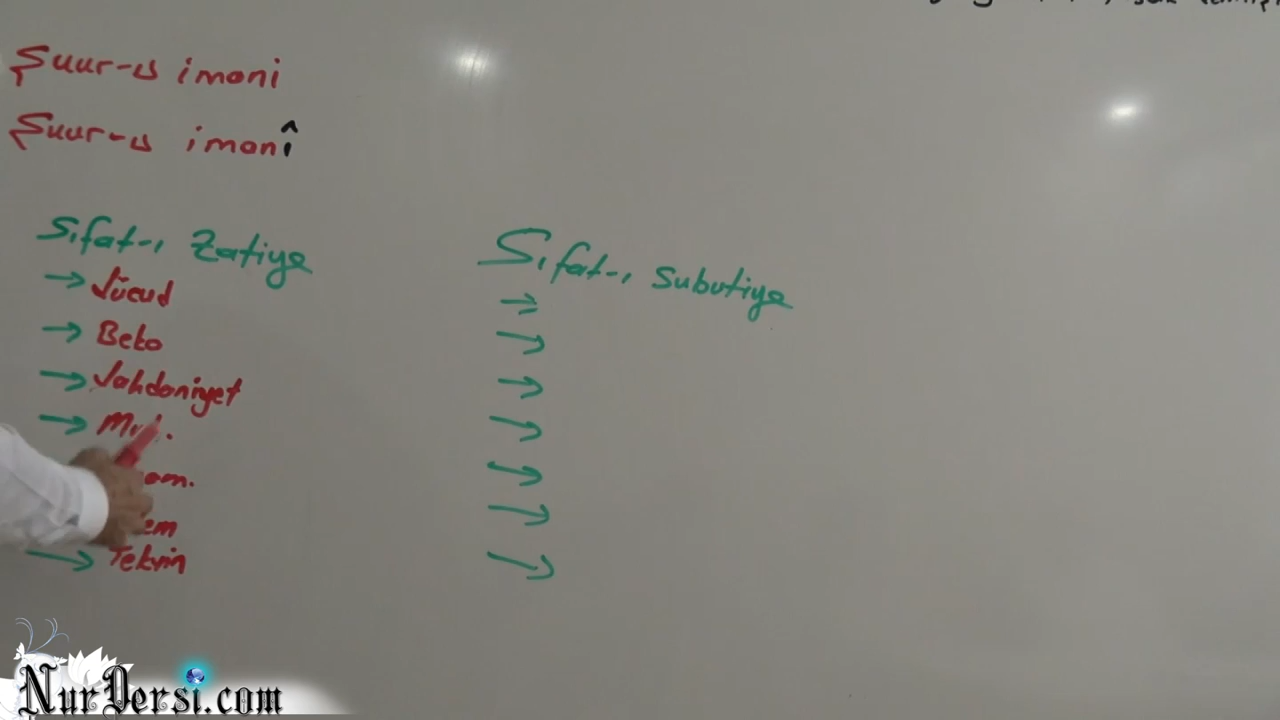 Şuur-u imani
Şuur-u imanî
Sıfat-ı Zatiye
→ Vücud
→ Beka
→ Vahdaniyet
→
→
→
→ Tekvin
Sıfat-ı Subutiye
→
→
→
→
→
→
→
NurDersi.com